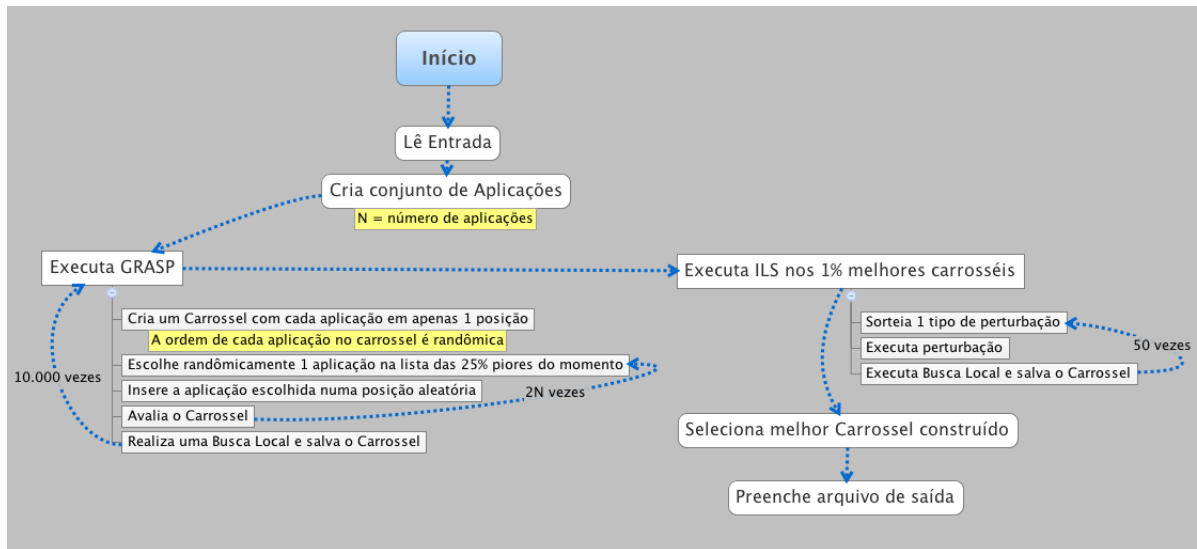 Início
Lê Entrada
Cria conjunto de Aplicações
N = número de aplicações
Executa GRASP
Cria um Carrossel com cada aplicação em apenas 1 posição
A ordem de cada aplicação no carrossel é randômica
Escolhe randômicamente 1 aplicação na lista das 25% piores do momento
Insere a aplicação escolhida numa posição aleatória
Avalia o Carrossel
Realiza uma Busca Local e salva o Carrossel
10.000 vezes
2N vezes
Executa ILS nos 1% melhores carrosséis
Sorteia 1 tipo de perturbação
Executa perturbação
Executa Busca Local e salva o Carrossel
50 vezes
Seleciona melhor Carrossel construído
Preenche arquivo de saída